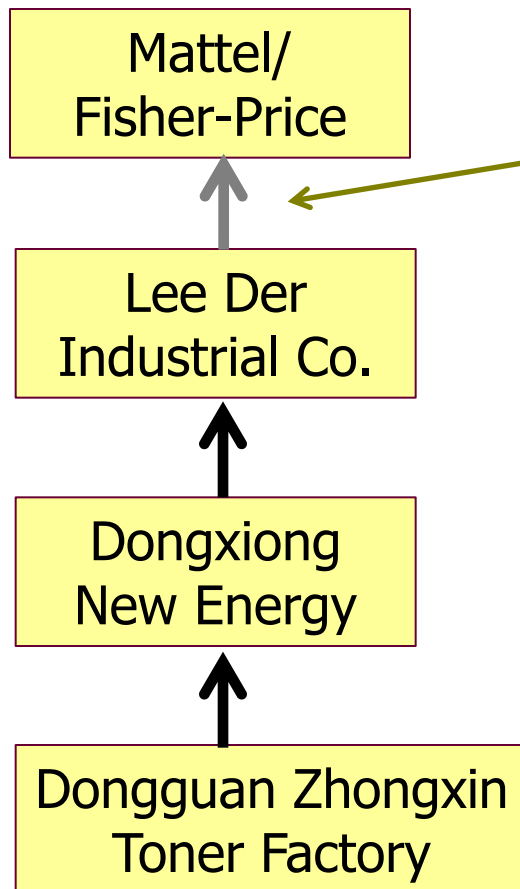 Mattel/
Fisher-Price
Lee Der
Industrial Co.
Dongxiong
New Energy
Dongguan Zhongxin
Toner Factory